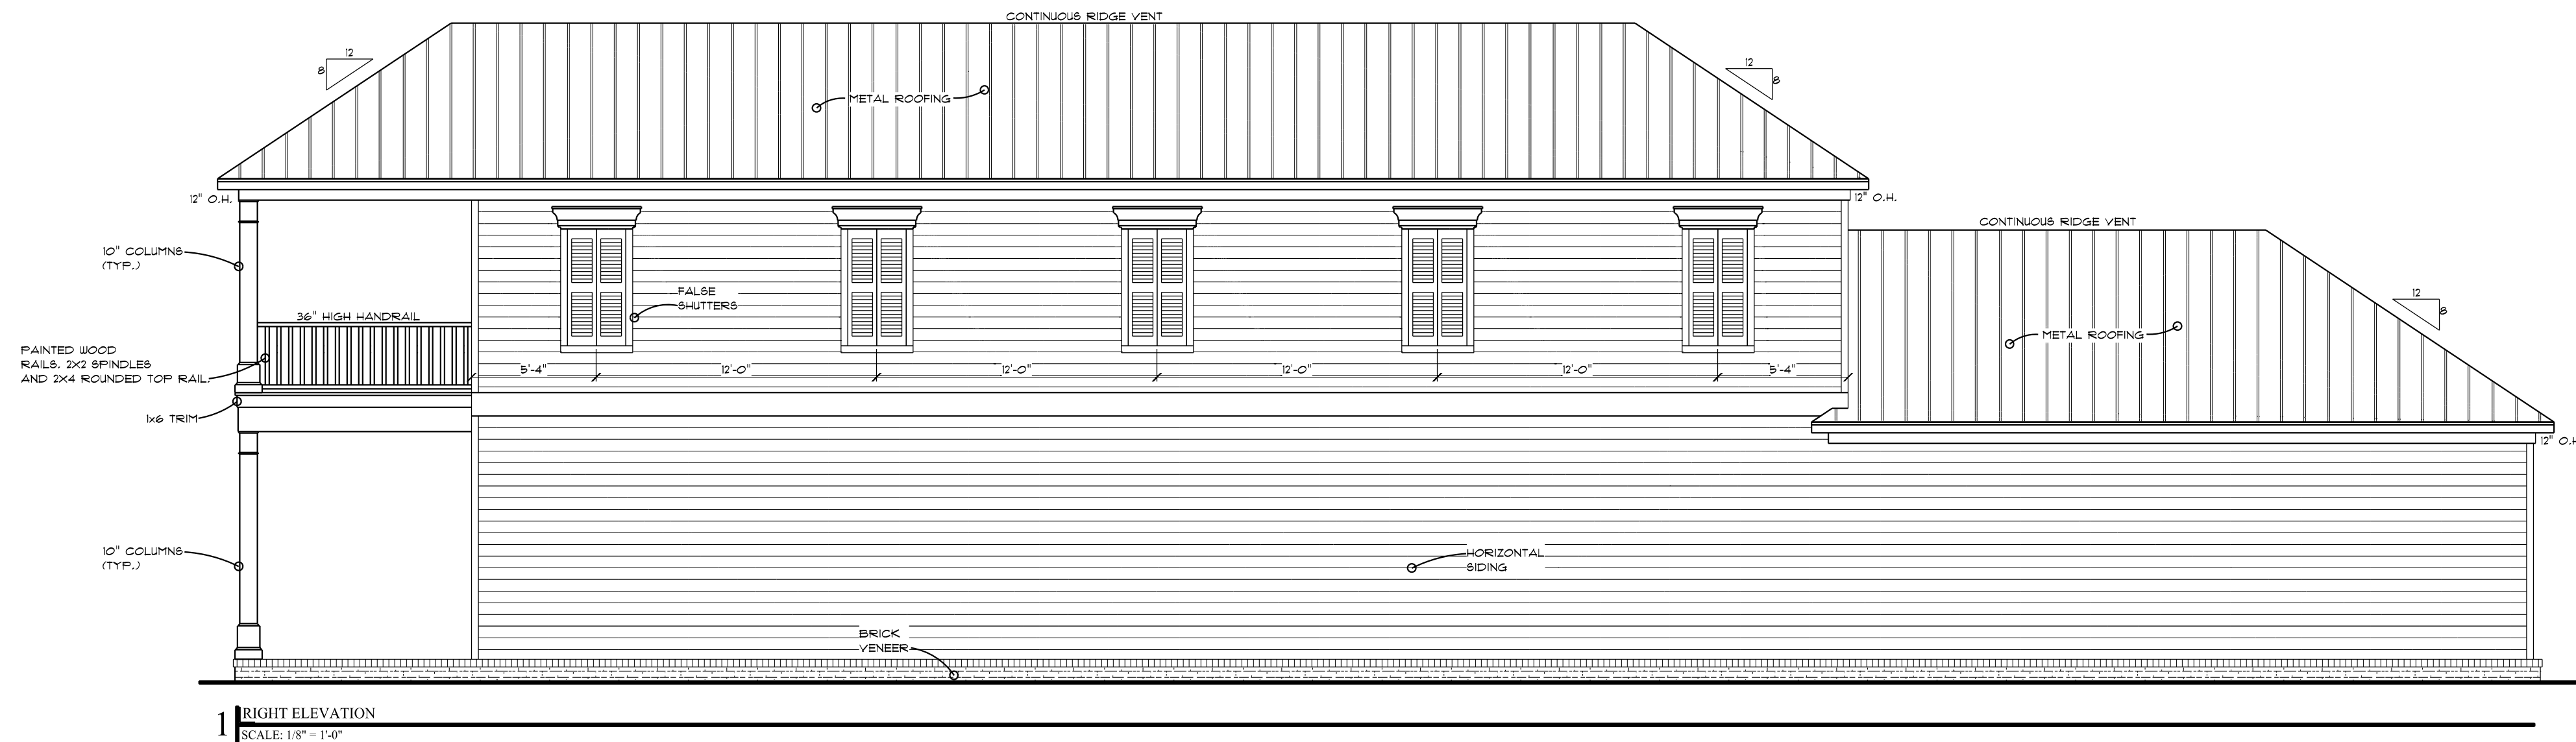 CONTINUOUS RIDGE VENT
12
8
12
8
METAL ROOFING
12" O.H.
12" O.H.
CONTINUOUS RIDGE VENT
10" COLUMNS
(TYP.)
FALSE
SHUTTERS
12
8
36" HIGH HANDRAIL
METAL ROOFING
PAINTED WOOD
RAILS, 2X2 SPINDLES
AND 2X4 ROUNDED TOP RAIL.
5'-4"
12'-0"
12'-0"
12'-0"
12'-0"
5'-4"
1x6 TRIM
12" O.H
10" COLUMNS
(TYP.)
HORIZONTAL
SIDING
BRICK
VENEER
1
RIGHT ELEVATION
SCALE: 1/8" = 1'-0"